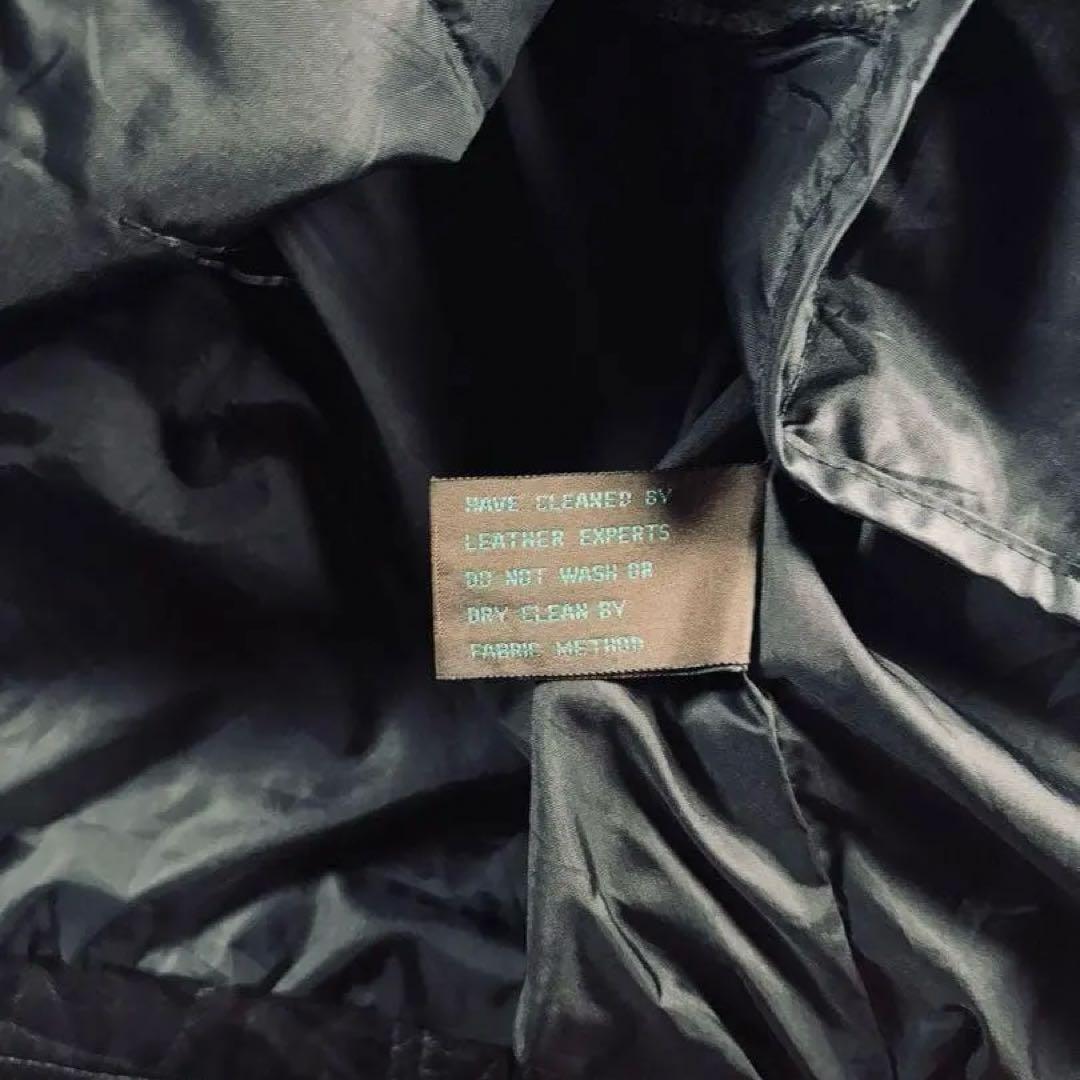 HAVE CLEANED BY
LEATHER EXPERTS
DO NOT WASH OR
DRY CLEAN BY
FABRIC METHOD